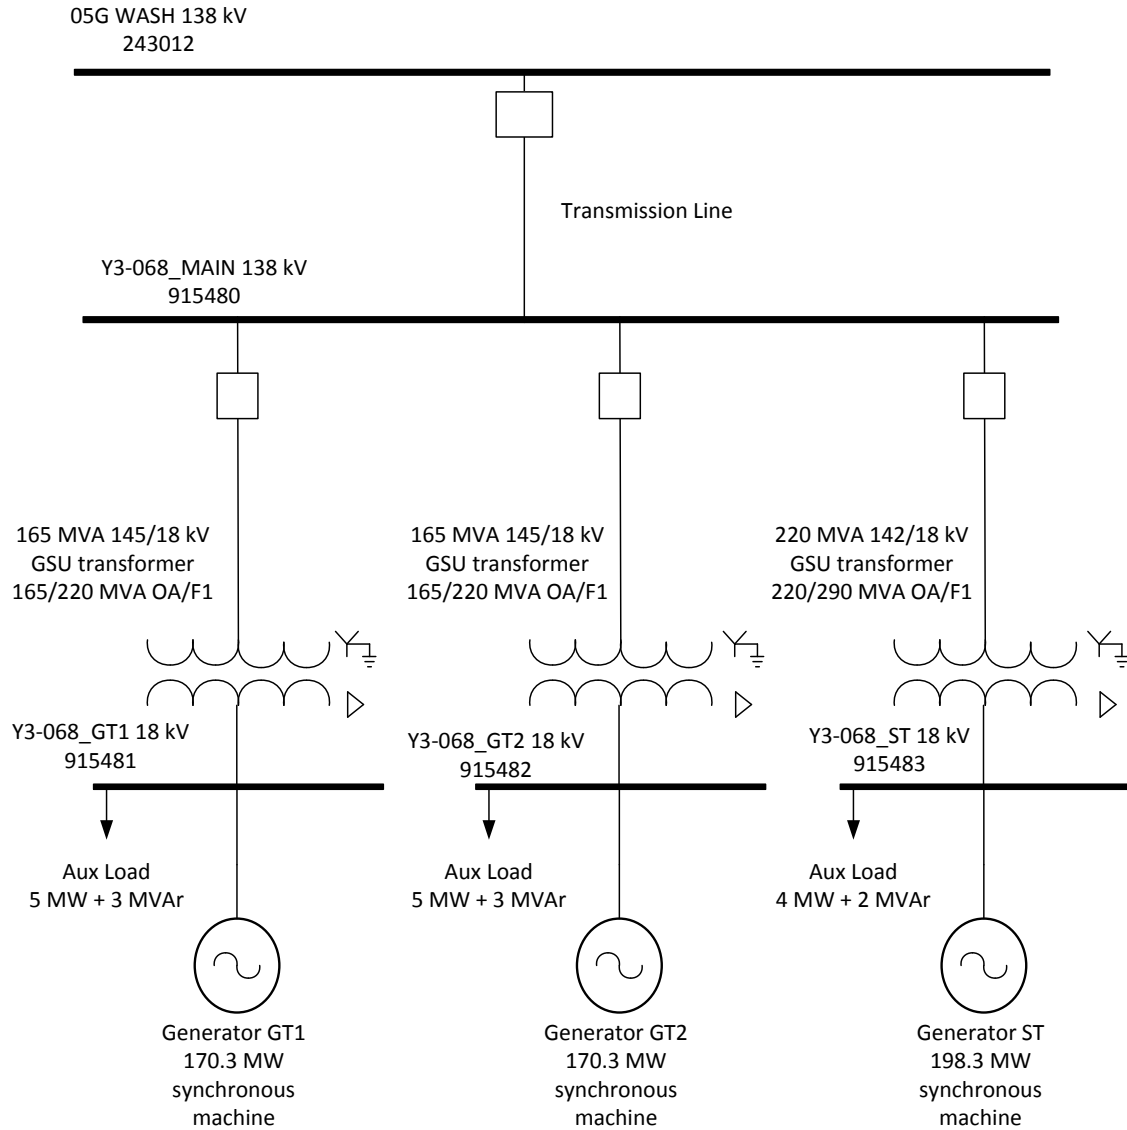 05G WASH 138 kV
243012
Transmission Line
Y3-068_MAIN 138 kV
915480
165 MVA 145/18 kV
GSU transformer
165/220 MVA OA/F1
165 MVA 145/18 kV
GSU transformer
165/220 MVA OA/F1
220 MVA 142/18 kV
GSU transformer
220/290 MVA OA/F1
Y3-068_GT1 18 kV
915481
Y3-068_GT2 18 kV
915482
Y3-068_ST 18 kV
915483
Aux Load
5 MW + 3 MVAr
Aux Load
5 MW + 3 MVAr
Aux Load
4 MW + 2 MVAr
Generator GT1
170.3 MW
synchronous
machine
Generator GT2
170.3 MW
synchronous
machine
Generator ST
198.3 MW
synchronous
machine